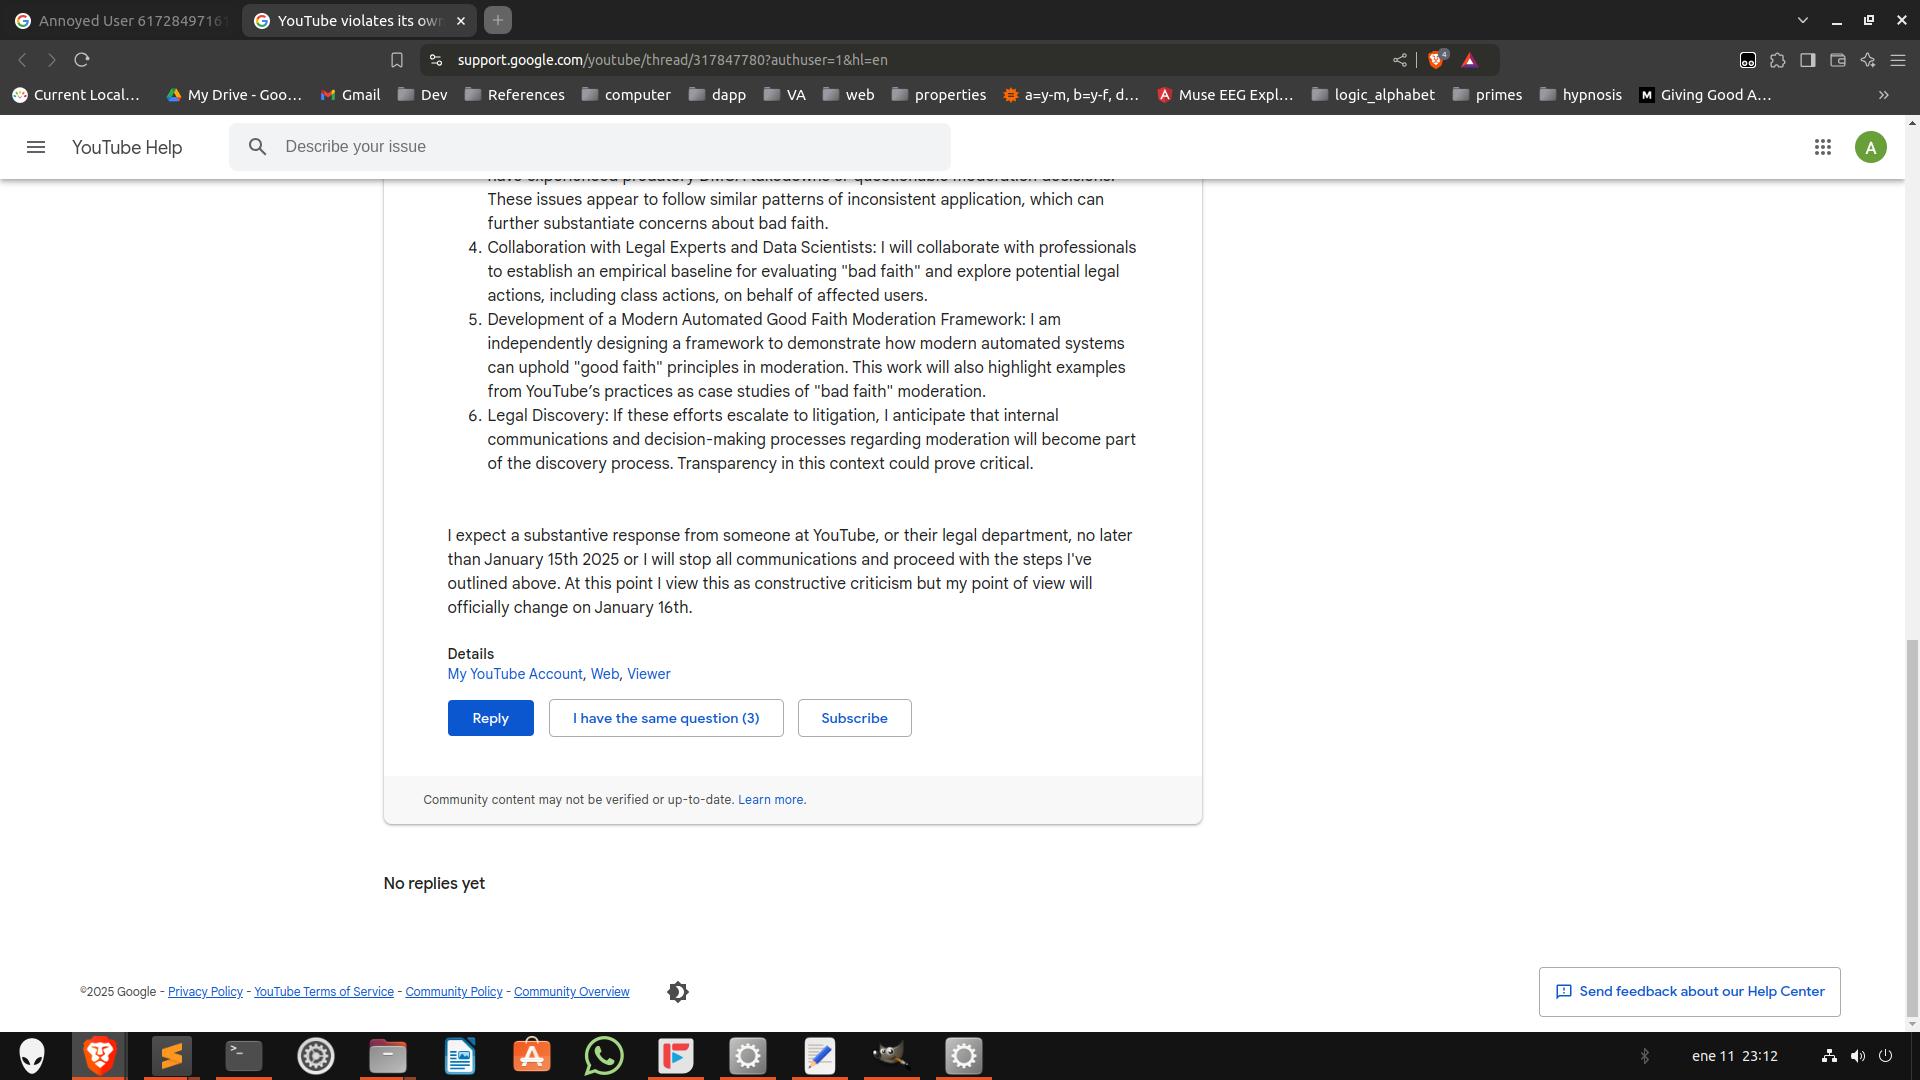 Annoyed User 6172849716
YouTube violates its own
support.google.com/youtube/thread/317847780?authuser=1&hl=en
4
Current Local...
My Drive - Goo...
Gmail
Dev
References
computer
dapp
VA
web
properties
a=y-m, b=y-f, d...
Muse EEG Expl...
logic_alphabet
primes
hypnosis
Giving Good A...
YouTube Help
Describe your issue
A
have experienced predatory DMCA takedowns or questionable moderation decisions.
These issues appear to follow similar patterns of inconsistent application, which can
further substantiate concerns about bad faith.
4. Collaboration with Legal Experts and Data Scientists: I will collaborate with professionals
to establish an empirical baseline for evaluating "bad faith" and explore potential legal
actions, including class actions, on behalf of affected users.
5. Development of a Modern Automated Good Faith Moderation Framework: I am
independently designing a framework to demonstrate how modern automated systems
can uphold "good faith" principles in moderation. This work will also highlight examples
from YouTube’s practices as case studies of "bad faith" moderation.
6. Legal Discovery: If these efforts escalate to litigation, I anticipate that internal
communications and decision-making processes regarding moderation will become part
of the discovery process. Transparency in this context could prove critical.
I expect a substantive response from someone at YouTube, or their legal department, no later
than January 15th 2025 or I will stop all communications and proceed with the steps I've
outlined above. At this point I view this as constructive criticism but my point of view will
officially change on January 16th.
Details
My YouTube Account, Web, Viewer
Reply
I have the same question (3)
Subscribe
Community content may not be verified or up-to-date. Learn more.
No replies yet
©2025 Google - Privacy Policy - YouTube Terms of Service - Community Policy - Community Overview
Send feedback about our Help Center
ene 11 23:12